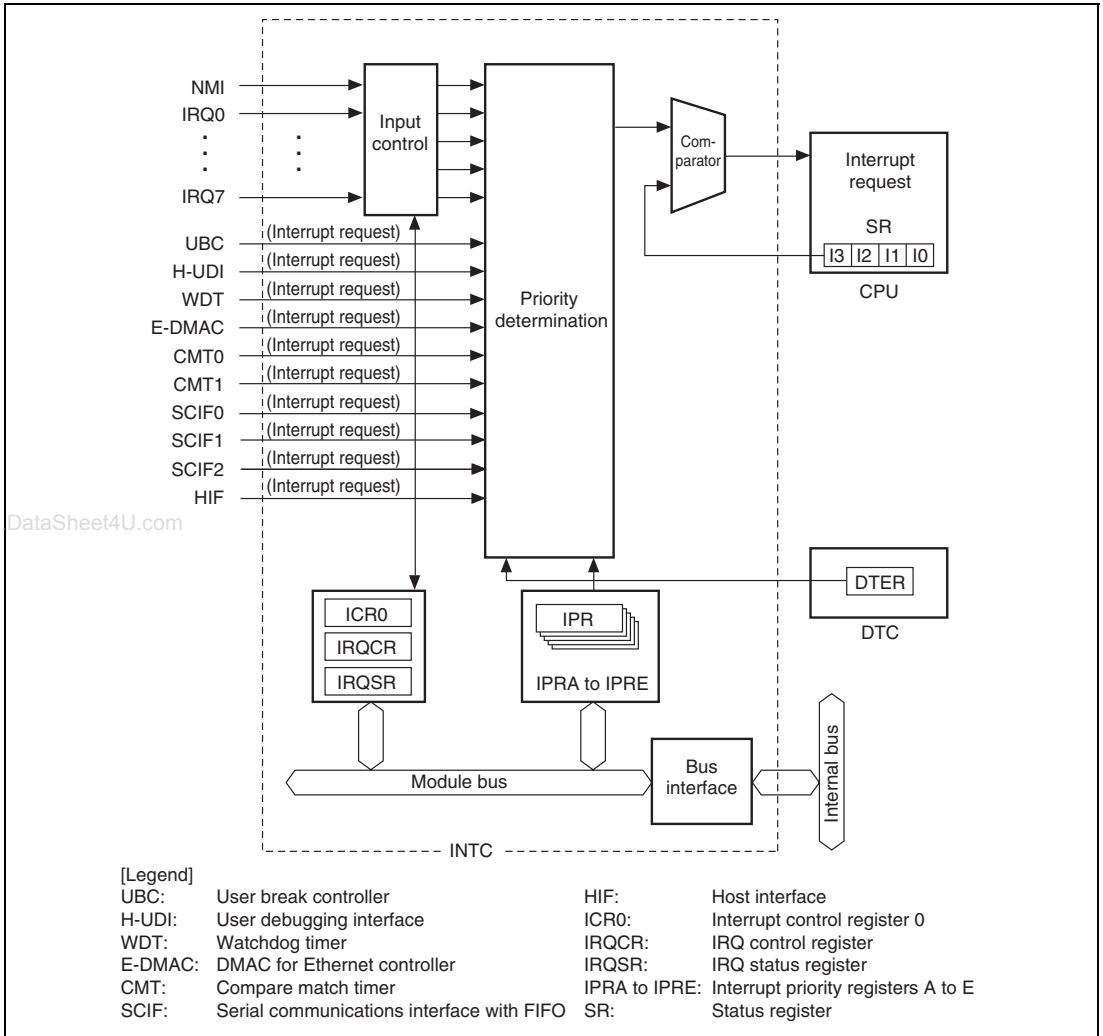 NMI
IRQ0
IRQ7
Input
control
UBC (Interrupt request)
H-UDI (Interrupt request)
WDT (Interrupt request)
E-DMAC (Interrupt request)
CMT0 (Interrupt request)
CMT1 (Interrupt request)
SCIF0 (Interrupt request)
SCIF1 (Interrupt request)
SCIF2 (Interrupt request)
HIF (Interrupt request)
Priority
determination
Com-
parator
Interrupt
request
SR
I3 I2 I1 I0
CPU
DataSheet4U.com
ICR0
IRQCR
IRQSR
IPR
IPRA to IPRE
DTER
DTC
Module bus
Bus
interface
Internal bus
INTC
[Legend]
UBC: User break controller
H-UDI: User debugging interface
WDT: Watchdog timer
E-DMAC: DMAC for Ethernet controller
CMT: Compare match timer
SCIF: Serial communications interface with FIFO
HIF: Host interface
ICR0: Interrupt control register 0
IRQCR: IRQ control register
IRQSR: IRQ status register
IPRA to IPRE: Interrupt priority registers A to E
SR: Status register